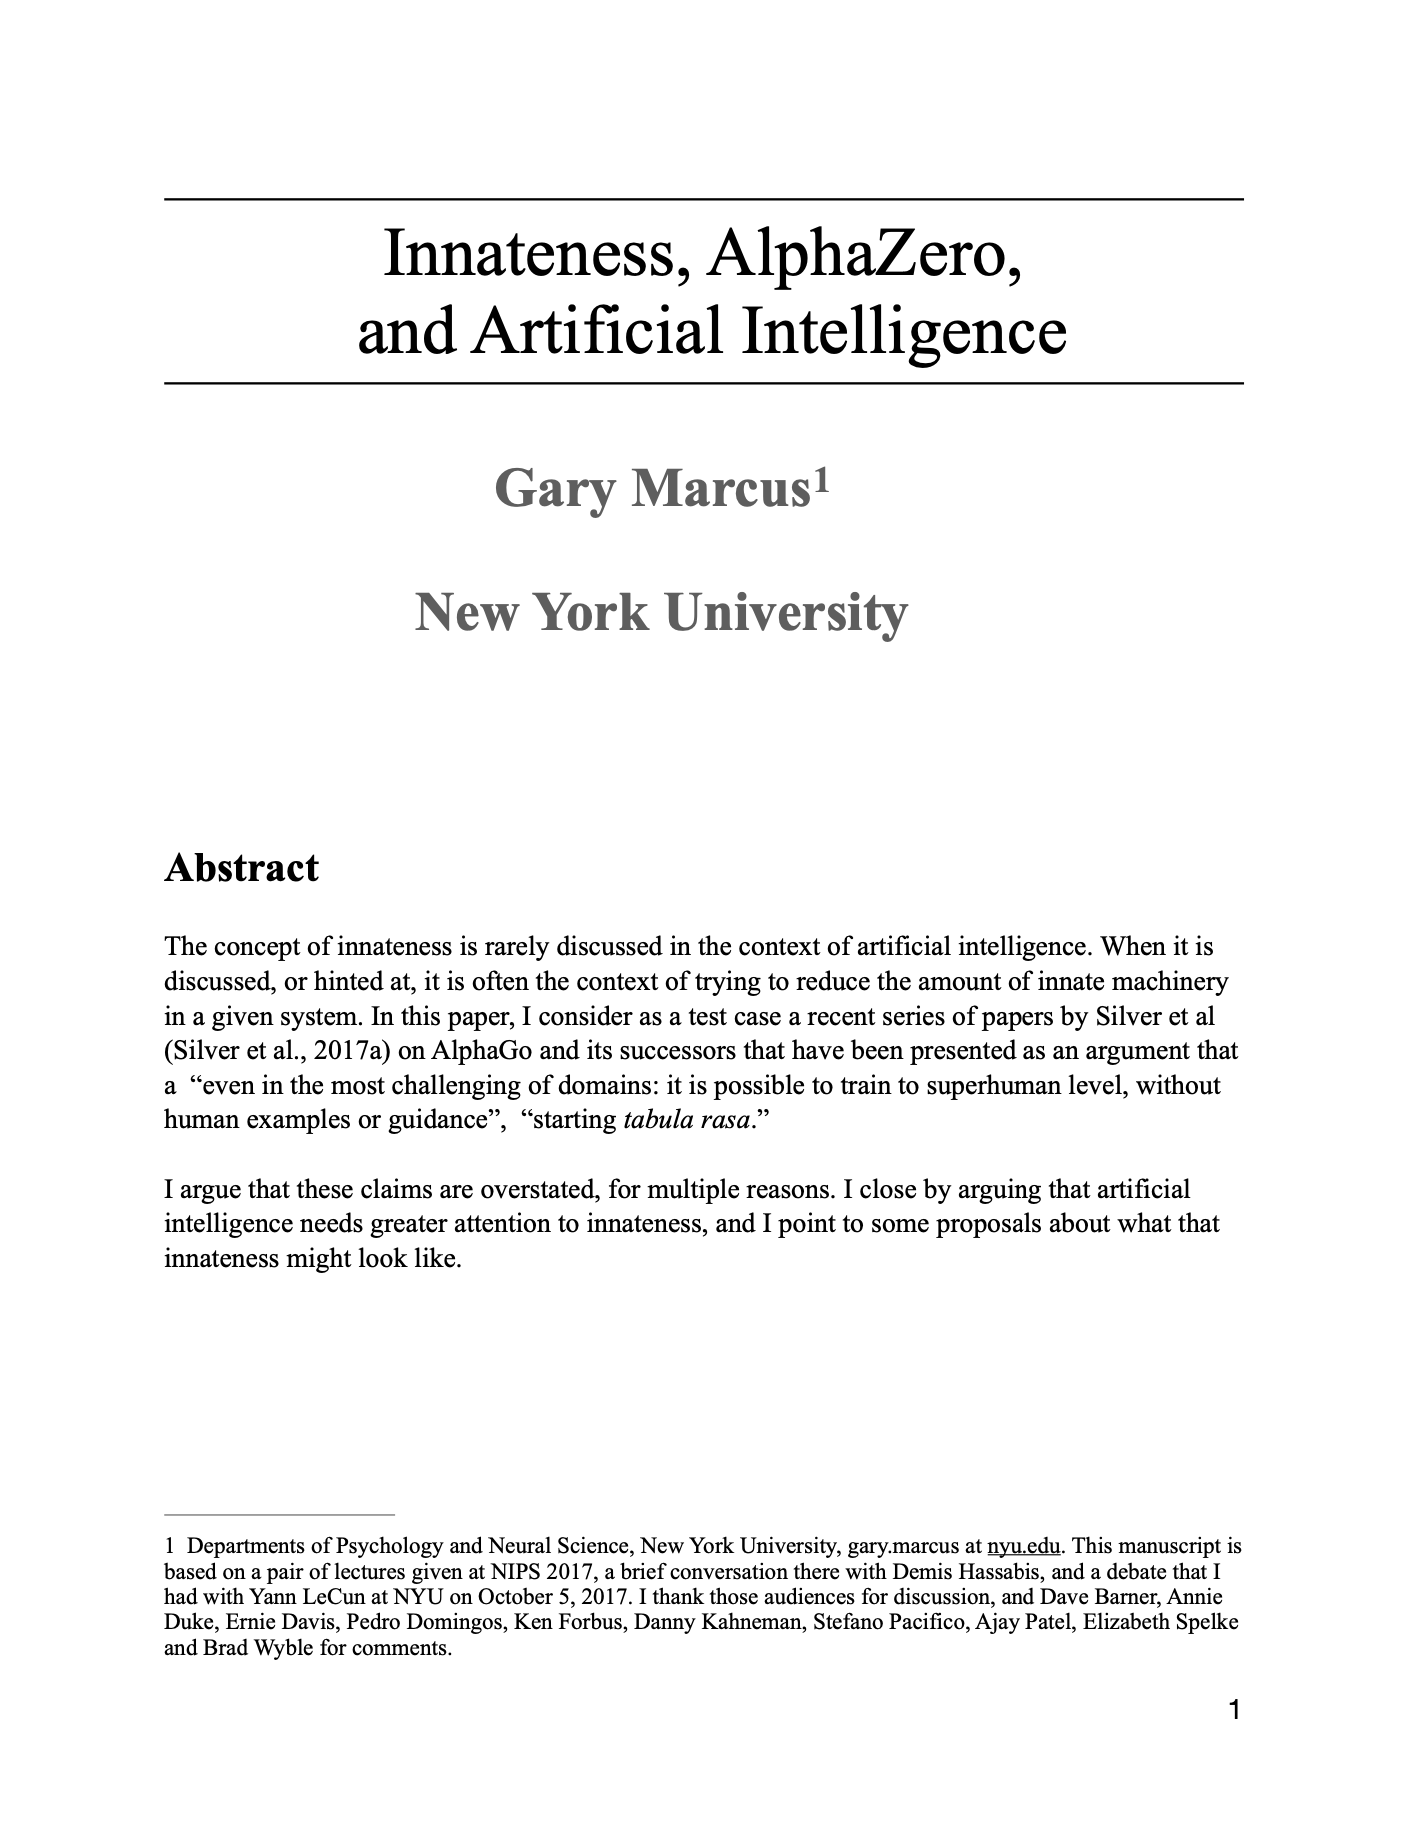 Innateness, AlphaZero,
and Artificial Intelligence
Gary Marcus¹
New York University
Abstract
The concept of innateness is rarely discussed in the context of artificial intelligence. When it is
discussed, or hinted at, it is often the context of trying to reduce the amount of innate machinery
in a given system. In this paper, I consider as a test case a recent series of papers by Silver et al
(Silver et al., 2017a) on AlphaGo and its successors that have been presented as an argument that
a  “even in the most challenging of domains: it is possible to train to superhuman level, without
human examples or guidance”,  “starting tabula rasa.”
I argue that these claims are overstated, for multiple reasons. I close by arguing that artificial
intelligence needs greater attention to innateness, and I point to some proposals about what that
innateness might look like.
1  Departments of Psychology and Neural Science, New York University, gary.marcus at nyu.edu. This manuscript is
based on a pair of lectures given at NIPS 2017, a brief conversation there with Demis Hassabis, and a debate that I
had with Yann LeCun at NYU on October 5, 2017. I thank those audiences for discussion, and Dave Barner, Annie
Duke, Ernie Davis, Pedro Domingos, Ken Forbus, Danny Kahneman, Stefano Pacifico, Ajay Patel, Elizabeth Spelke
and Brad Wyble for comments.
1